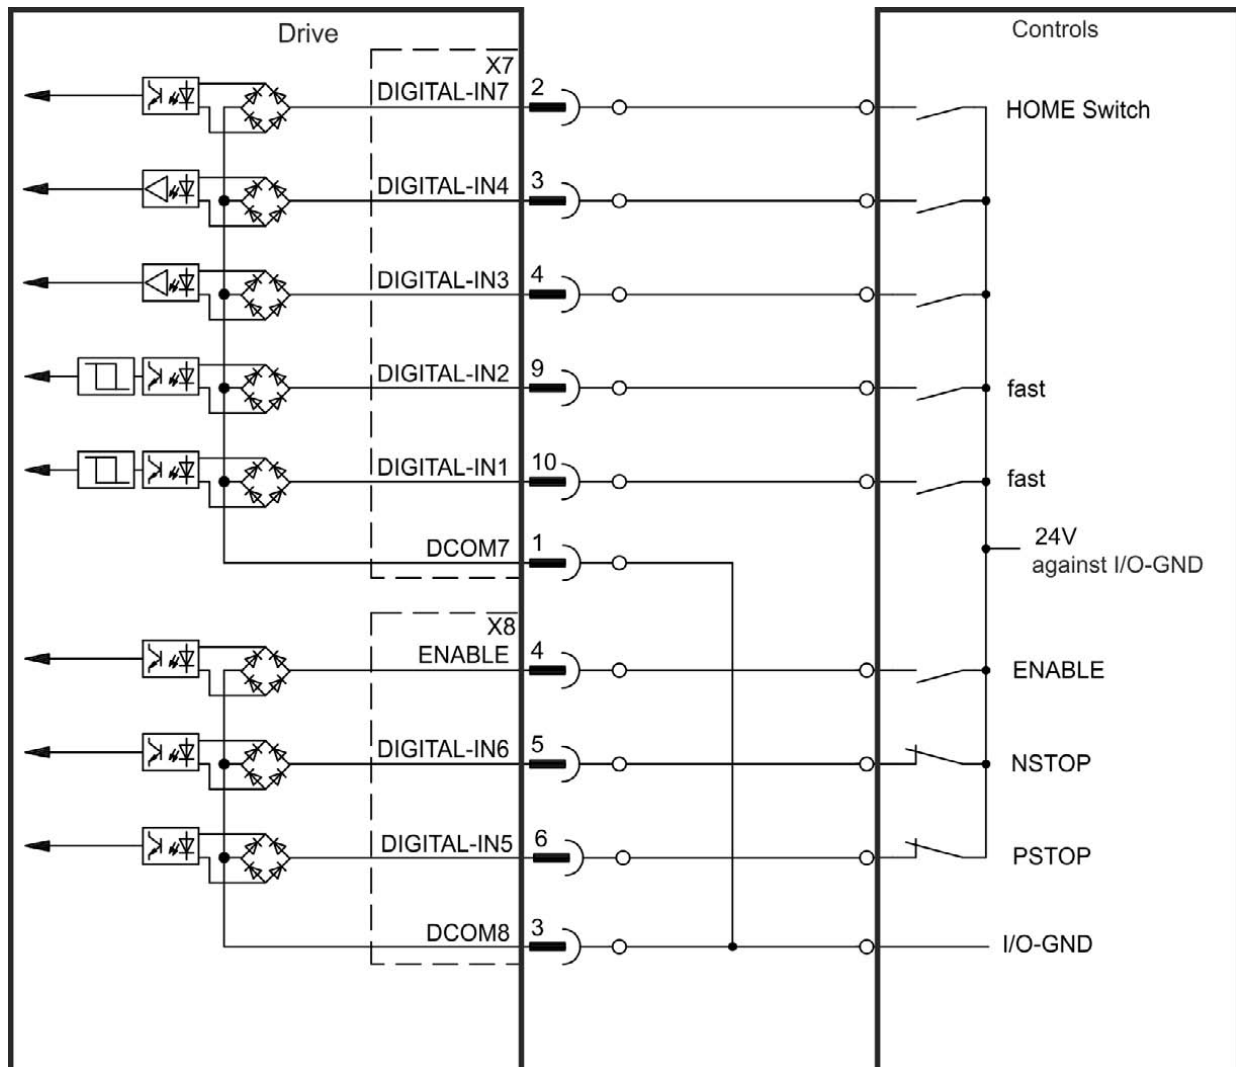 Drive
Controls
X7
DIGITAL-IN7
2
HOME Switch
DIGITAL-IN4
3
DIGITAL-IN3
4
DIGITAL-IN2
9
fast
DIGITAL-IN1
10
fast
DCOM7
1
24V
against I/O-GND
X8
ENABLE
4
ENABLE
DIGITAL-IN6
5
NSTOP
DIGITAL-IN5
6
PSTOP
DCOM8
3
I/O-GND